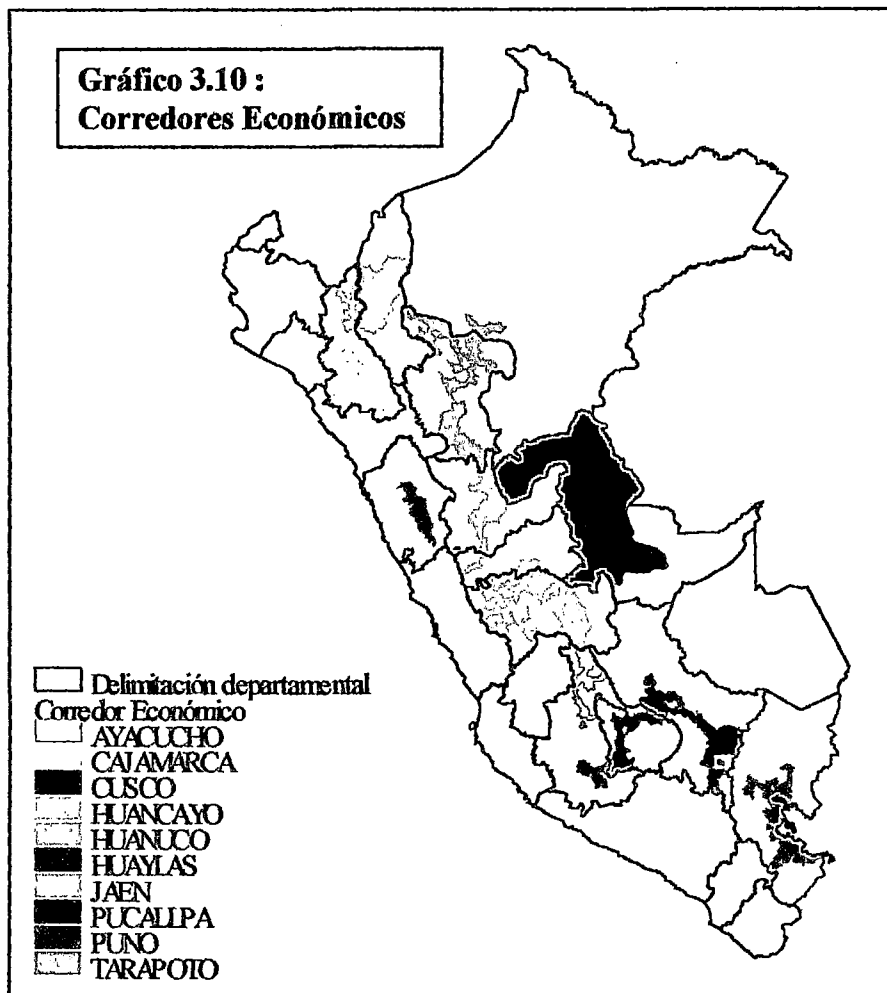 Gráfico 3.10 :
Corredores Económicos
Delimitación departamental
Corredor Económico
AYACUCHO
CAJAMARCA
CUSCO
HUANCAYO
HUANUCO
HUAYLAS
JAEN
PUCALLPA
PUNO
TARAPOTO